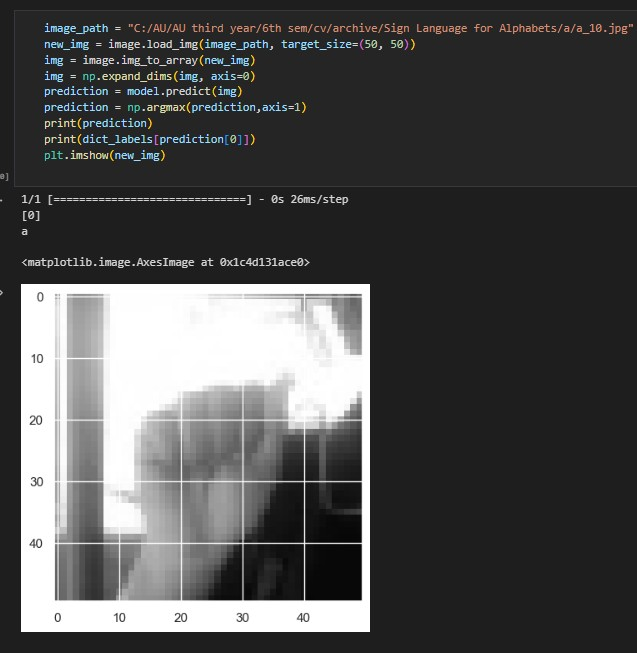 image_path = "C:/AU/AU third year/6th sem/cv/archive/Sign Language for Alphabets/a/a_10.jpg"
new_img = image.load_img(image_path, target_size=(50, 50))
img = image.img_to_array(new_img)
img = np.expand_dims(img, axis=0)
prediction = model.predict(img)
prediction = np.argmax(prediction,axis=1)
print(prediction)
print(dict_labels[prediction[0]])
plt.imshow(new_img)
0]
1/1 [==============================] - 0s 26ms/step
[0]
a
<matplotlib.image.AxesImage at 0x1c4d131ace0>
0
10
20
30
40
0 10 20 30 40